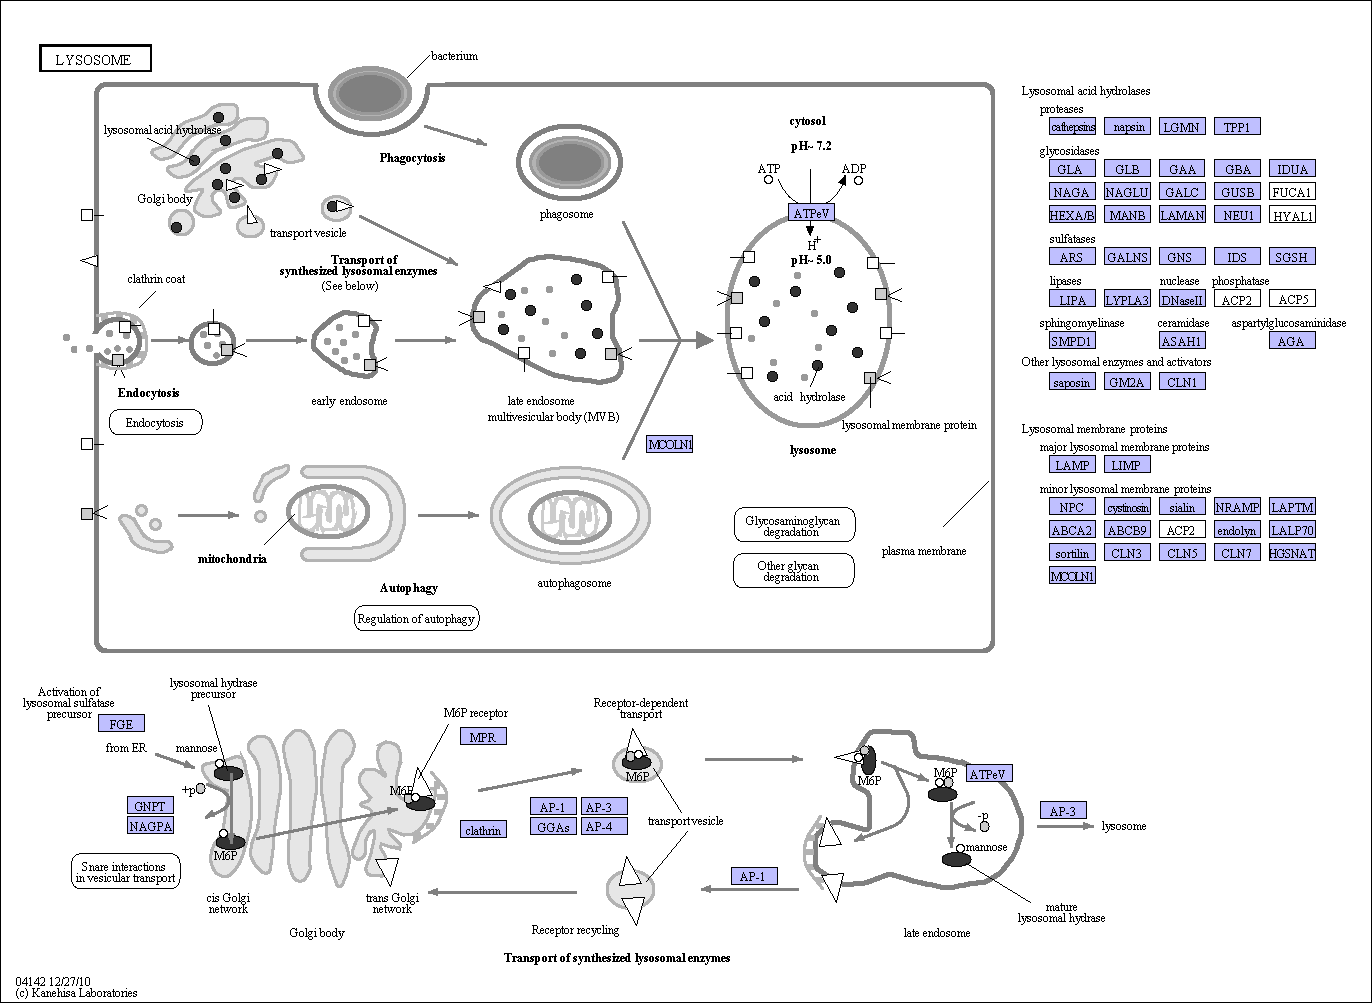 LYSOSOME
bacterium
lysosomal acid hydrolase
Phagocytosis
Golgi body
transport vesicle
phagosome
cytosol
pH~ 7.2
ATP
ADP
ATPeV
H+
pH~ 5.0
Transport of
synthesized lysosomal enzymes
(See below)
clathrin coat
Endocytosis
Endocytosis
early endosome
late endosome
multivesicular body (MVB)
acid hydrolase
lysosomal membrane protein
lysosome
MCOLN1
mitochondria
Autophagy
Regulation of autophagy
autophagosome
Glycosaminoglycan
degradation
Other glycan
degradation
plasma membrane
Lysosomal acid hydrolases
proteases
cathepsins napsin LGMN TPP1
glycosidases
GLA GLB GAA GBA IDUA
NAGA NAGLU GALC GUSB FUCA1
HEXA/B MANB LAMAN NEU1 HYAL1
sulfatases
ARS GALNS GNS IDS SGSH
lipases nuclease phosphatase
LIPA LYPLA3 DNaseII ACP2 ACP5
sphingomyelinase ceramidase aspartylglucosaminidase
SMPD1 ASAH1 AGA
Other lysosomal enzymes and activators
saposin GM2A CLN1
Lysosomal membrane proteins
major lysosomal membrane proteins
LAMP LIMP
minor lysosomal membrane proteins
NPC cystinosin sialin NRAMP LAPTM
ABCA2 ABCB9 ACP2 endolyn LALP70
sortilin CLN3 CLN5 CLN7 HGSNAT
MCOLN1
Activation of
lysosomal sulfatase
precursor
FGE
from ER
lysosomal hydrase
precursor
mannose
+p
GNPT
NAGPA
M6P
Snare interactions
in vesicular transport
cis Golgi
network
Golgi body
trans Golgi
network
M6P
M6P receptor
MPR
clathrin
AP-1 AP-3
GGAs AP-4
Receptor-dependent
transport
M6P
transport vesicle
Receptor recycling
AP-1
M6P
M6P
ATPeV
-p
mannose
AP-3
lysosome
mature
lysosomal hydrase
late endosome
Transport of synthesized lysosomal enzymes
04142 12/27/10
(c) Kanehisa Laboratories